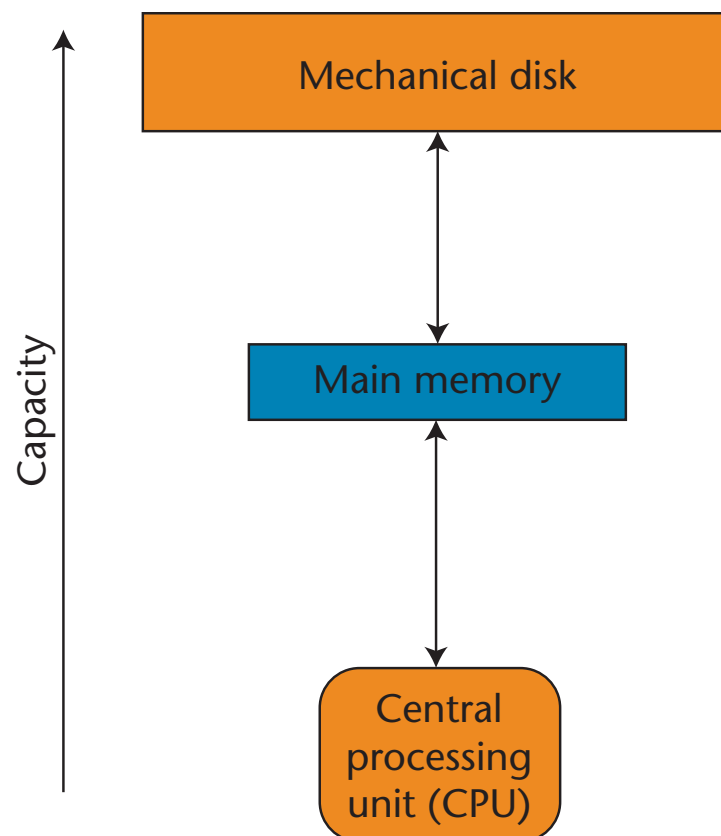 Mechanical disk
Capacity
Main memory
Central
processing
unit (CPU)